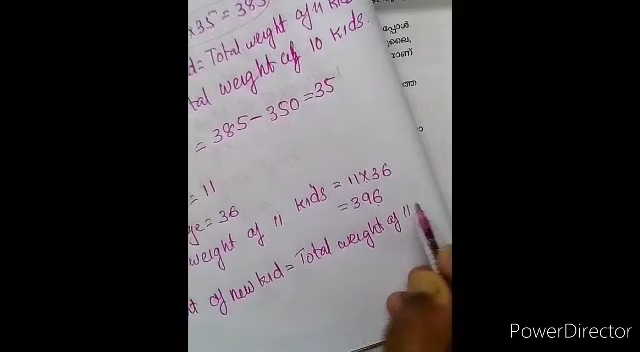 ×35 = 385
d = Total weight of 11 kids
tal weight of 10 kids.
= 385 - 350 = 35
= 11
ge = 36
weight of 11 kids = 11×36
= 396
t of new kid = Total weight of 11
PowerDirector